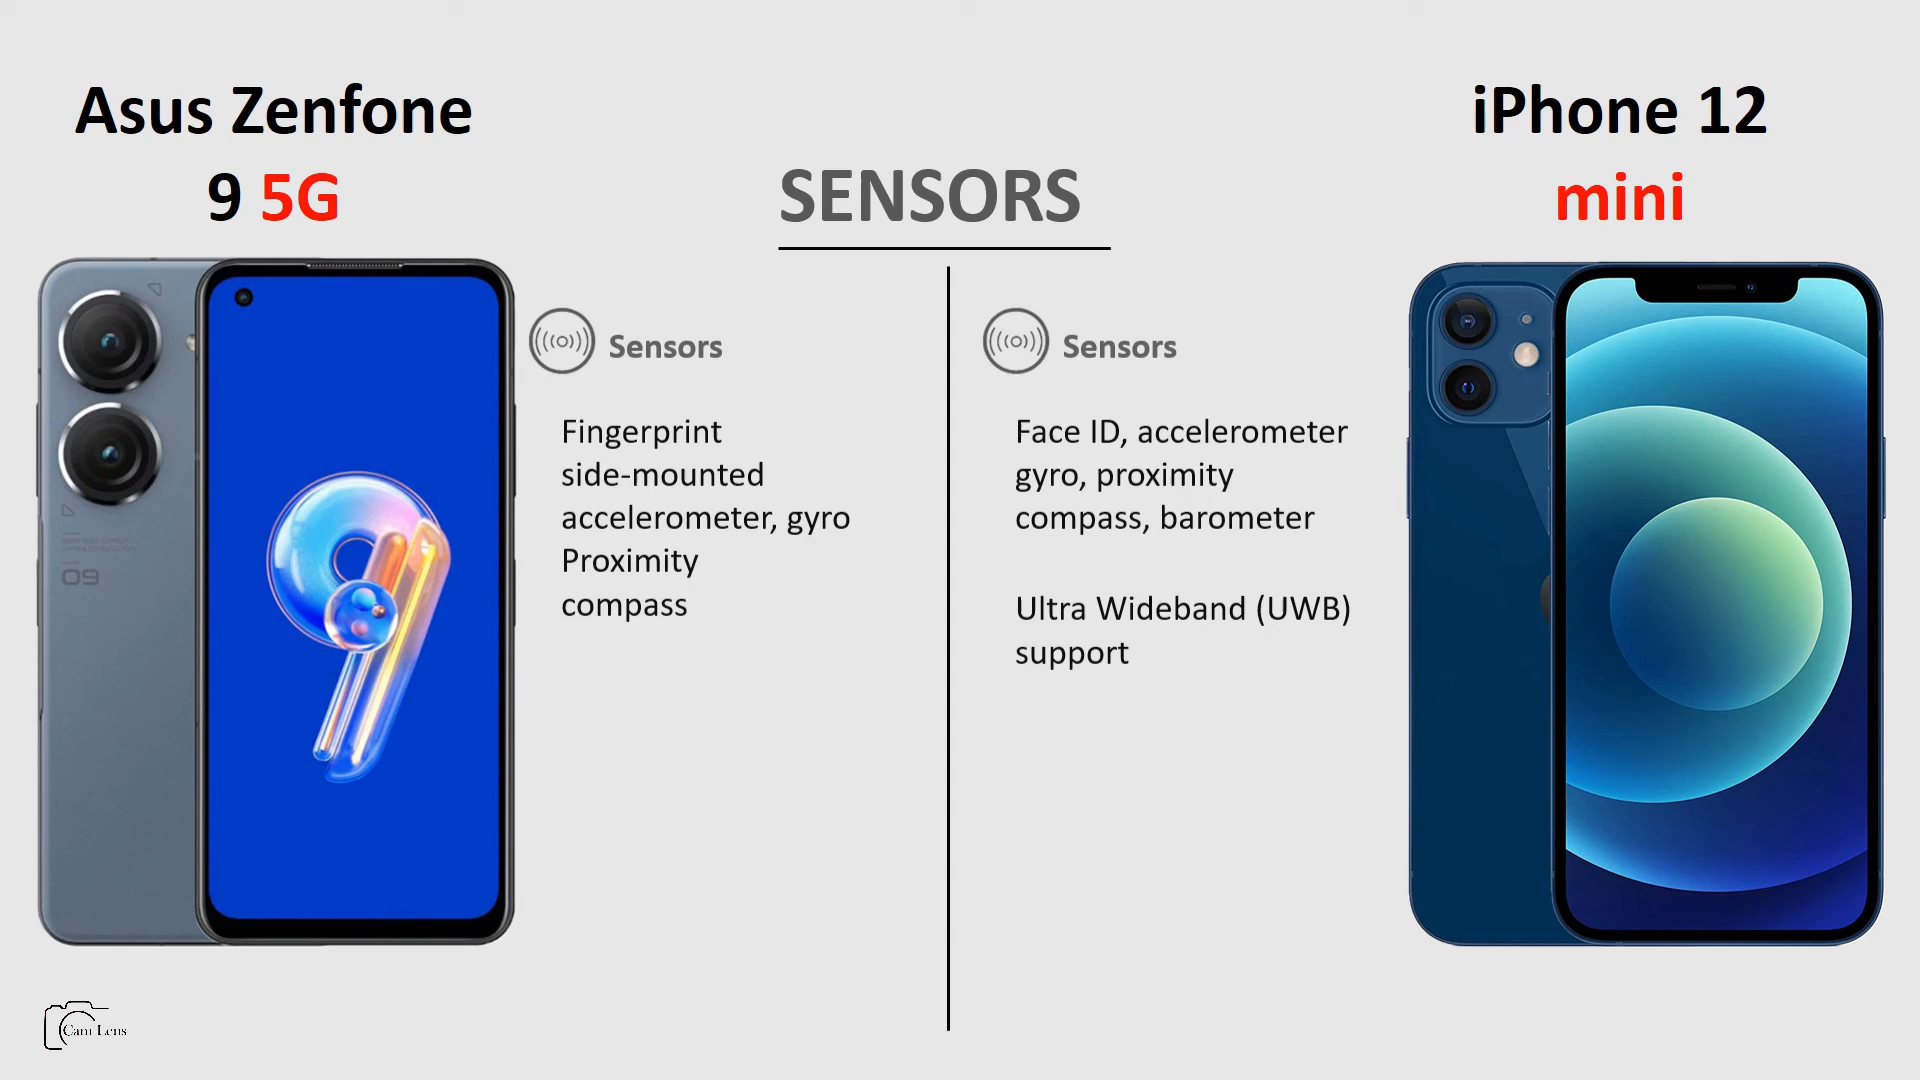 Asus Zenfone
9 5G
SENSORS
iPhone 12
mini
Sensors
Fingerprint
side-mounted
accelerometer, gyro
Proximity
compass
Sensors
Face ID, accelerometer
gyro, proximity
compass, barometer
Ultra Wideband (UWB)
support
09
Cam Lens